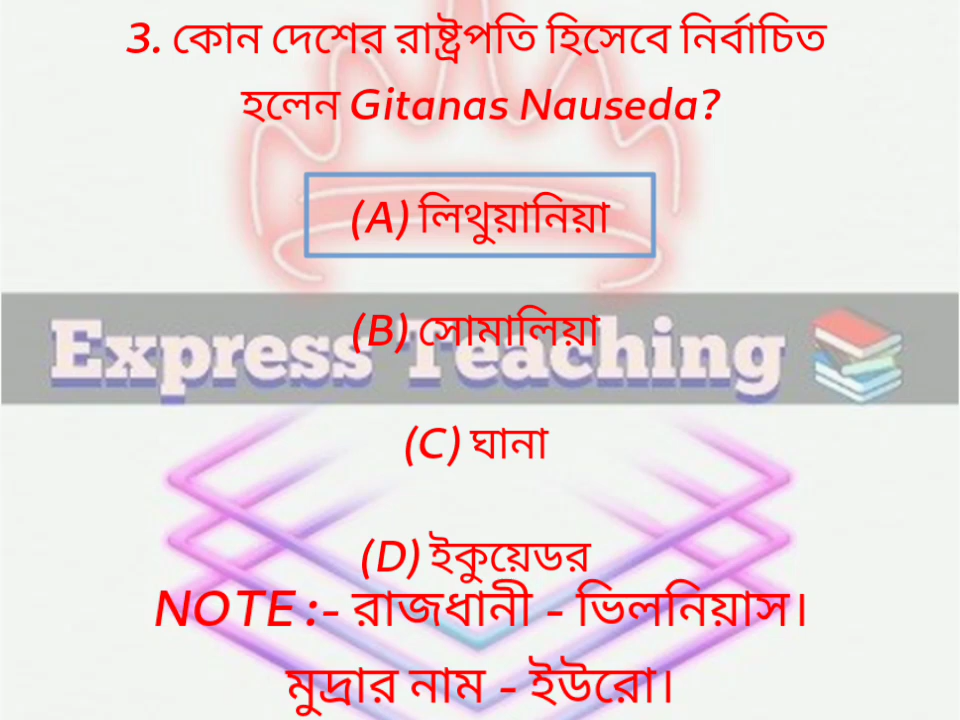 3. কোন দেশের রাষ্ট্রপতি হিসেবে নির্বাচিত
হলেন Gitanas Nauseda?
(A) লিথুয়ানিয়া
(B) সোমালিয়া
Express Teaching
(C) ঘানা
(D) ইকুয়েডর
NOTE :- রাজধানী - ভিলনিয়াস।
মুদ্রার নাম - ইউরো।